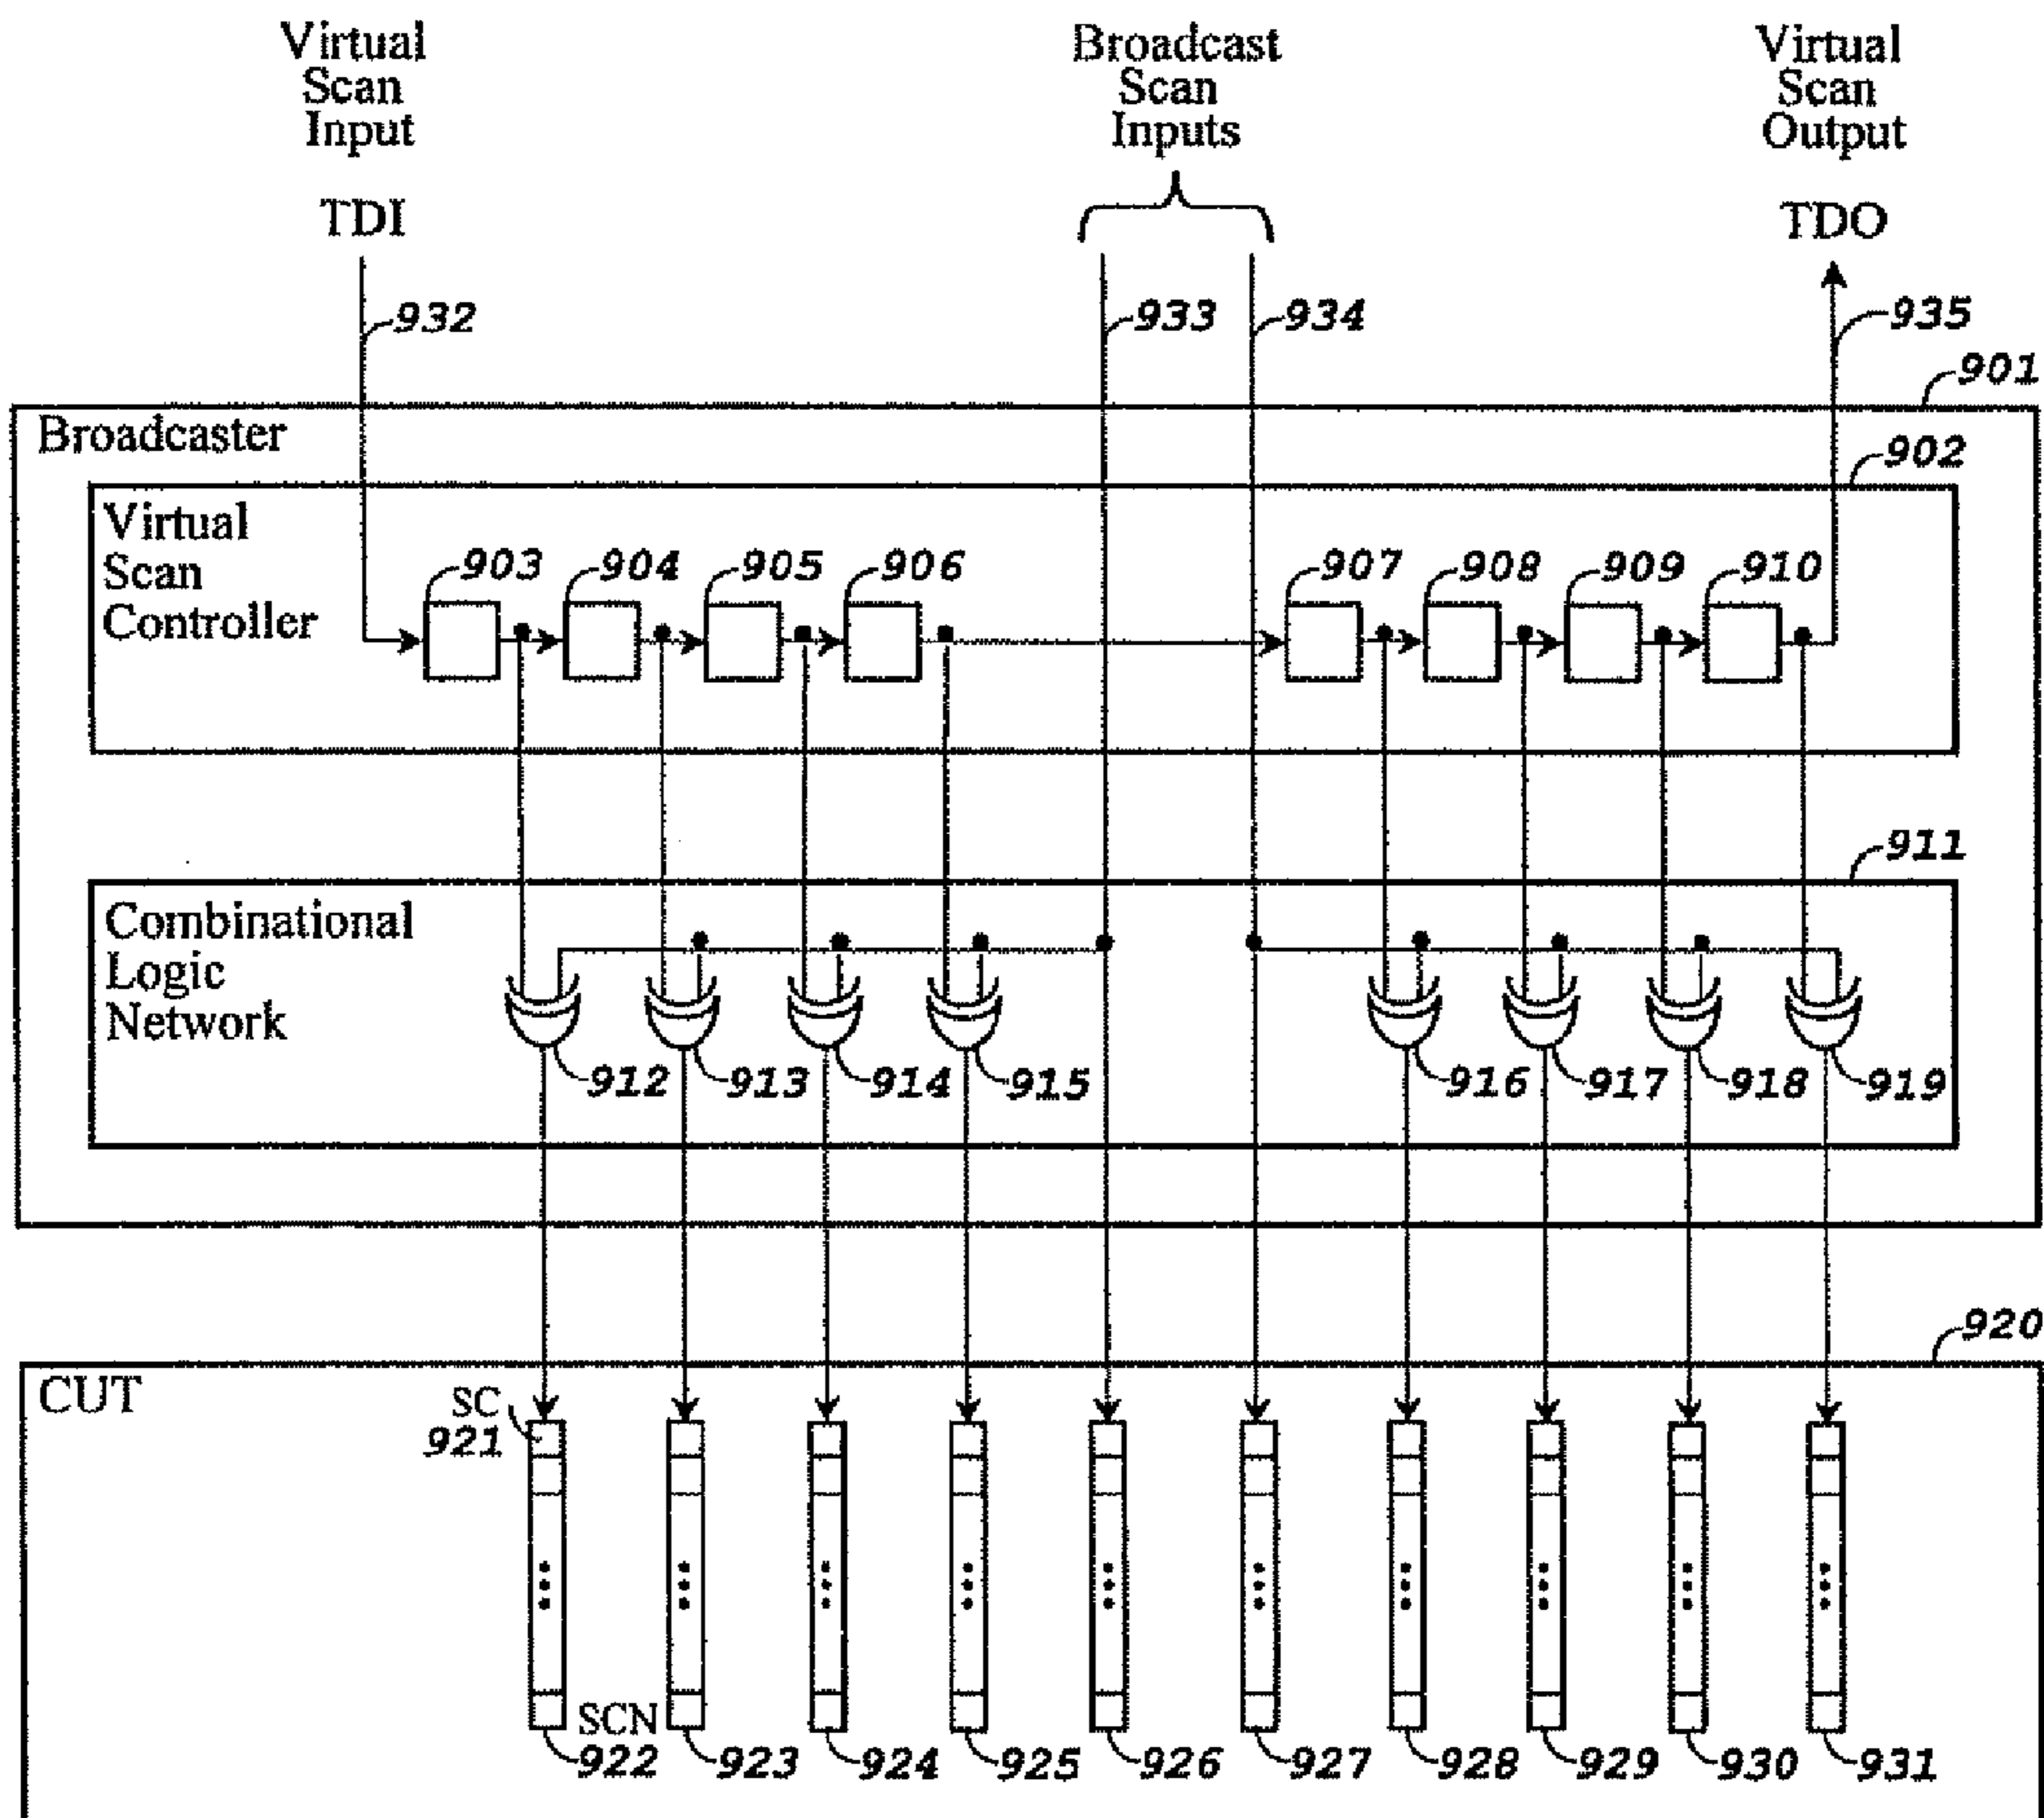 Virtual
Scan
Input
TDI
Broadcast
Scan
Inputs
Virtual
Scan
Output
TDO
932
933
934
935
901
Broadcaster
902
Virtual
Scan
Controller
903
904
905
906
907
908
909
910
911
Combinational
Logic
Network
912
913
914
915
916
917
918
919
920
CUT
SC
921
SCN
922
923
924
925
926
927
928
929
930
931